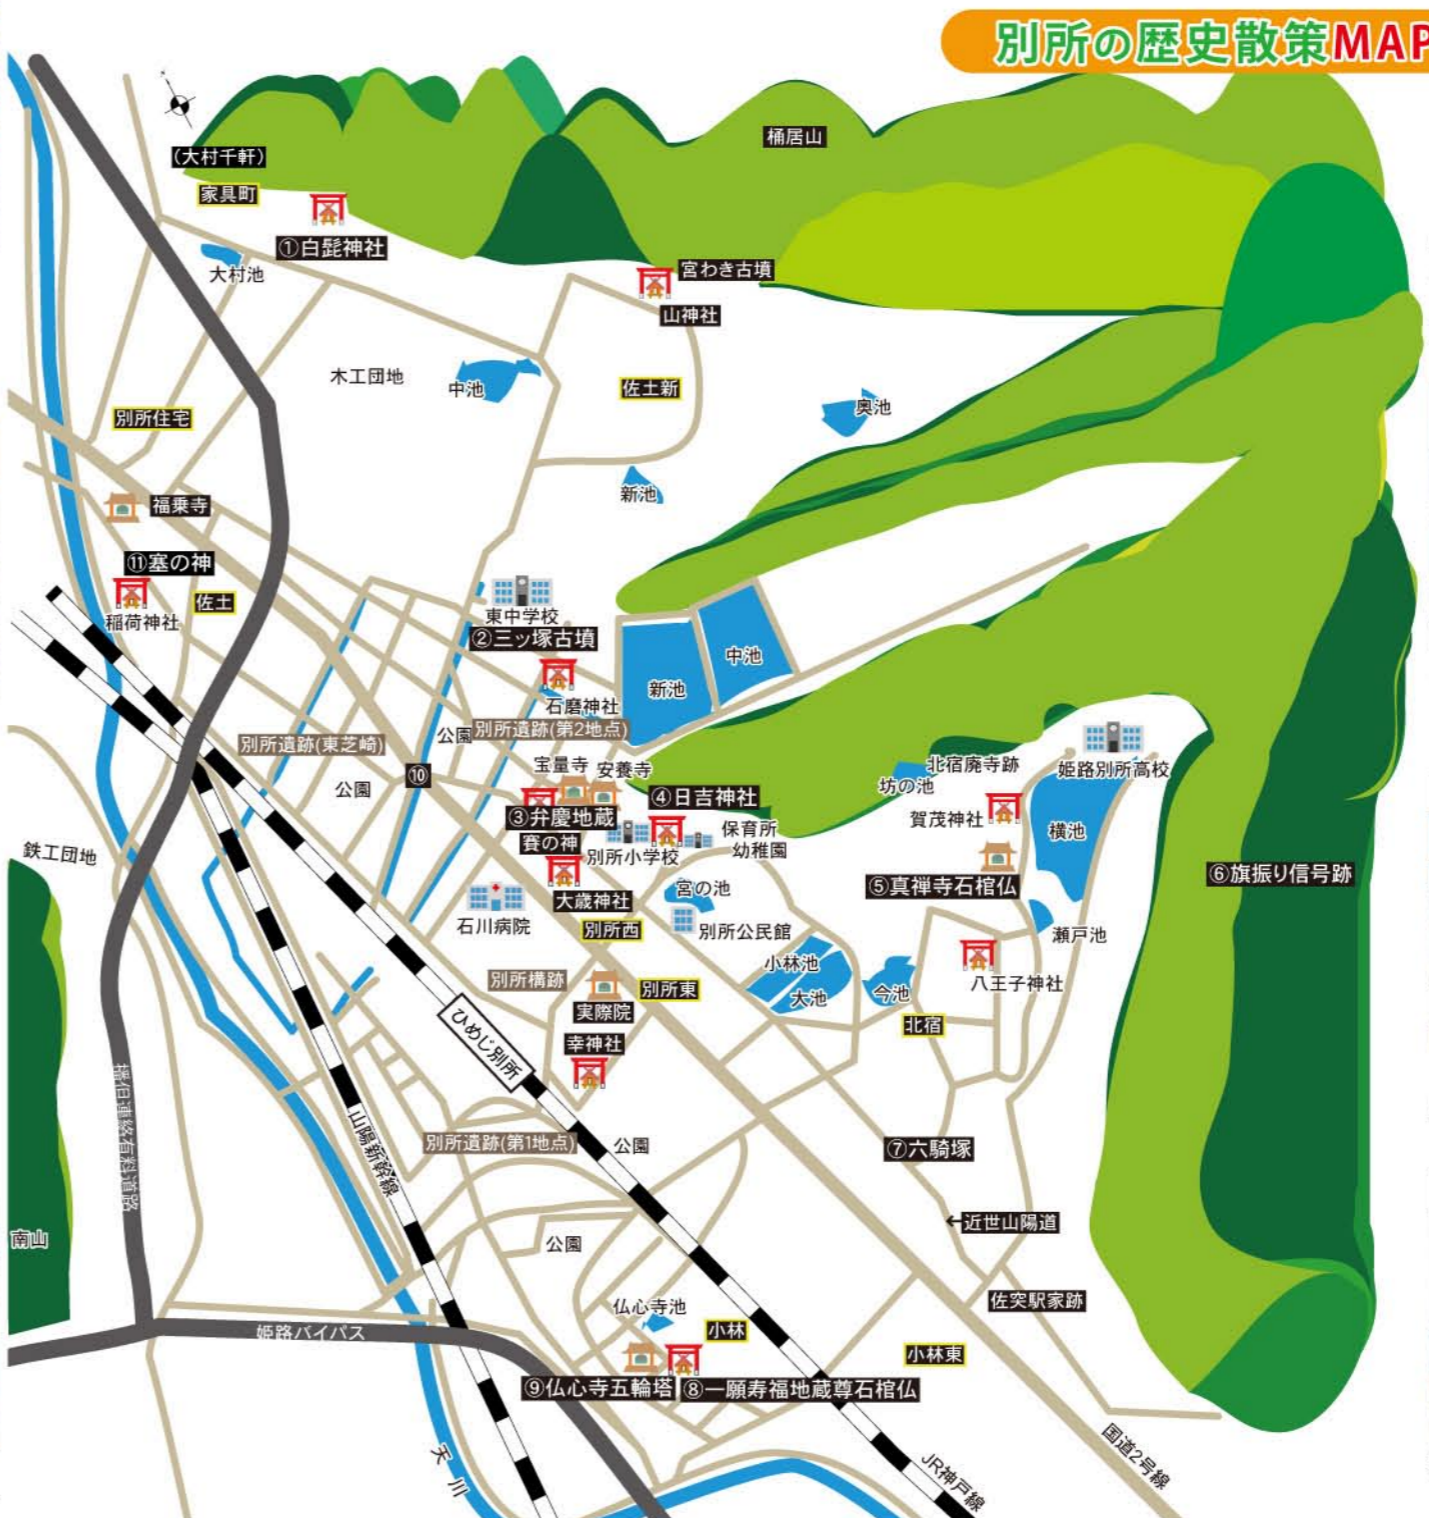 別所の歴史散策MAP
桶居山
(大村千軒)
家具町
①白髭神社
大村池
宮わき古墳
山神社
木工団地
中池
佐土新
奥池
別所住宅
新池
福乗寺
⑪塞の神
稲荷神社
佐土
東中学校
②三ッ塚古墳
石磨神社
新池
中池
別所遺跡(東芝崎)
公園
別所遺跡(第2地点)
⑩
公園
宝量寺
安養寺
③弁慶地蔵
④日吉神社
賽の神
別所小学校
保育所
幼稚園
大歳神社
宮の池
石川病院
別所西
別所公民館
坊の池
北宿廃寺跡
姫路別所高校
賀茂神社
横池
⑤真禅寺石棺仏
⑥旗振り信号跡
瀬戸池
八王子神社
小林池
大池
今池
北宿
鉄工団地
別所構跡
別所東
実際院
幸神社
ひめじ別所
別所遺跡(第1地点)
公園
山陽新幹線
播但連絡有料道路
南山
⑦六騎塚
←近世山陽道
公園
佐突駅家跡
仏心寺池
小林
小林東
姫路バイパス
⑨仏心寺五輪塔
⑧一願寿福地蔵尊石棺仏
天川
JR神戸線
国道2号線